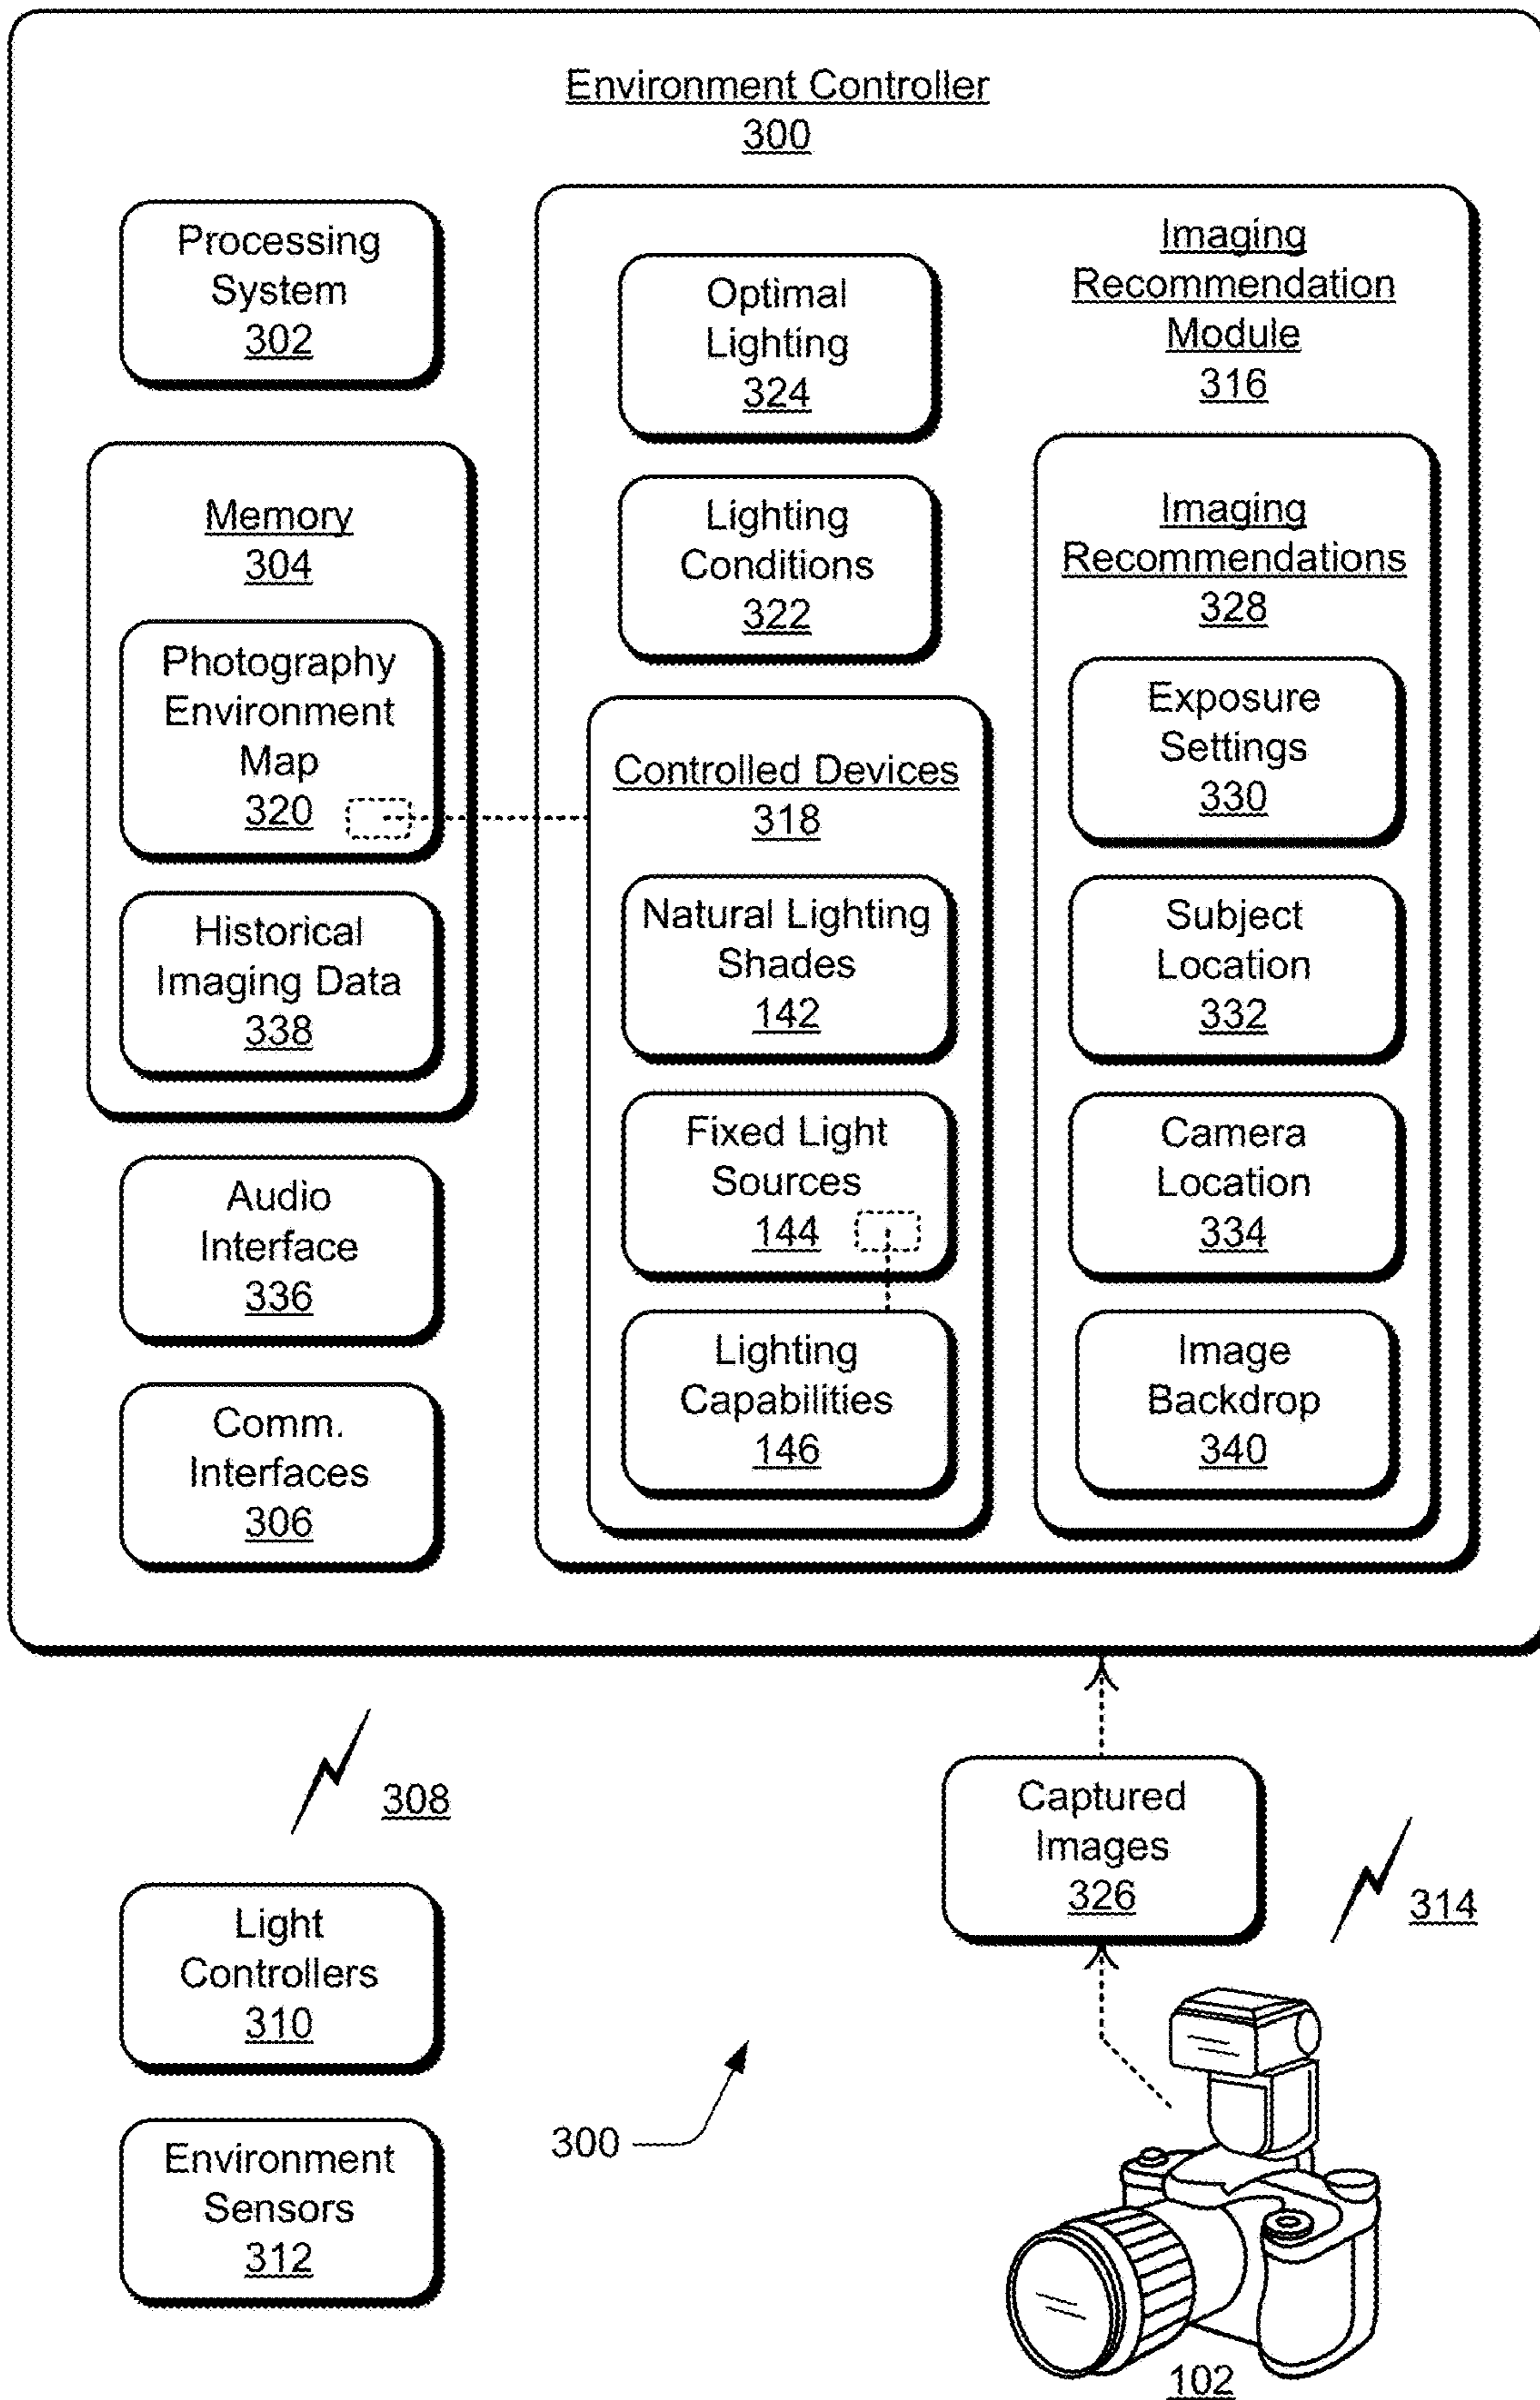 Environment Controller
300
Processing
System
302
Memory
304
Photography
Environment
Map
320
Historical
Imaging Data
338
Audio
Interface
336
Comm.
Interfaces
306
Imaging
Recommendation
Module
316
Optimal
Lighting
324
Lighting
Conditions
322
Controlled Devices
318
Natural Lighting
Shades
142
Fixed Light
Sources
144
Lighting
Capabilities
146
Imaging
Recommendations
328
Exposure
Settings
330
Subject
Location
332
Camera
Location
334
Image
Backdrop
340
308
Captured
Images
326
314
Light
Controllers
310
300
Environment
Sensors
312
102